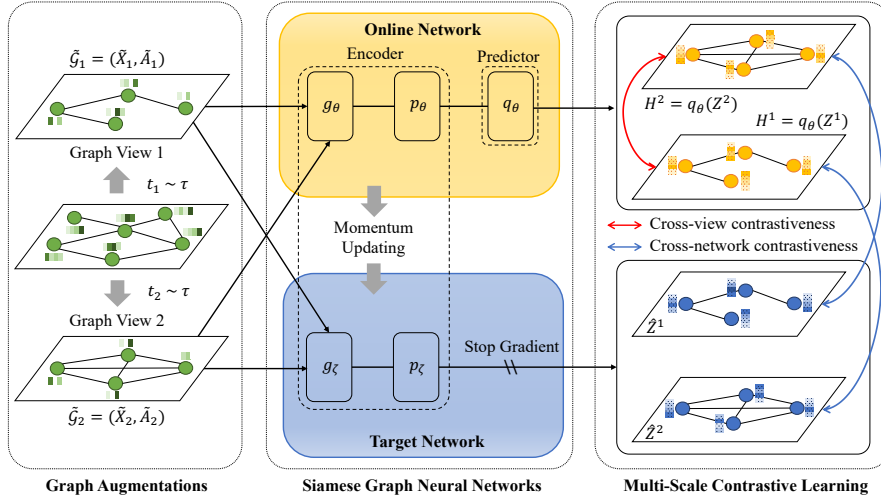 G̃₁ = (X̃₁, Ã₁)
Graph View 1
t₁ ~ τ
t₂ ~ τ
Graph View 2
G̃₂ = (X̃₂, Ã₂)
Graph Augmentations
Online Network
Encoder
Predictor
g_θ
p_θ
q_θ
Momentum
Updating
g_ζ
p_ζ
Stop Gradient
Target Network
Siamese Graph Neural Networks
H² = q_θ(Z²)
H¹ = q_θ(Z¹)
Cross-view contrastiveness
Cross-network contrastiveness
Ẑ¹
Ẑ²
Multi-Scale Contrastive Learning